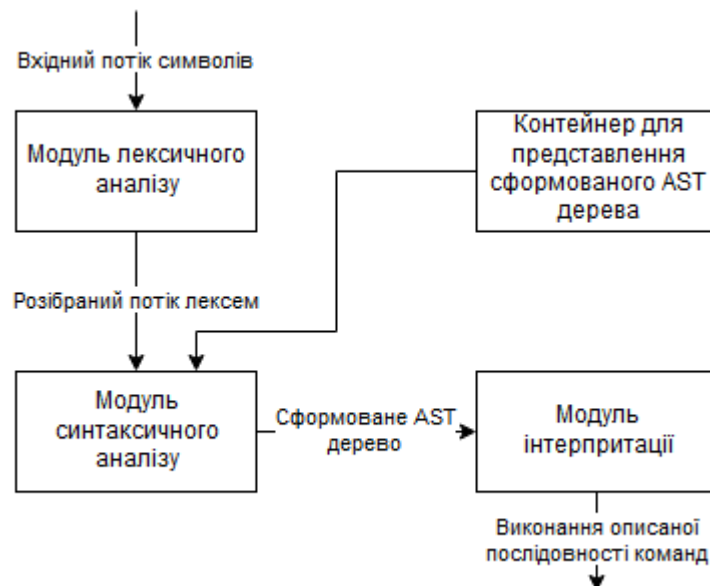 Вхідний потік символів
Модуль лексичного
аналізу
Контейнер для
представлення
сформованого AST
дерева
Розібраний потік лексем
Модуль
синтаксичного
аналізу
Сформоване AST
дерево
Модуль
інтерпритації
Виконання описаної
послідовності команд